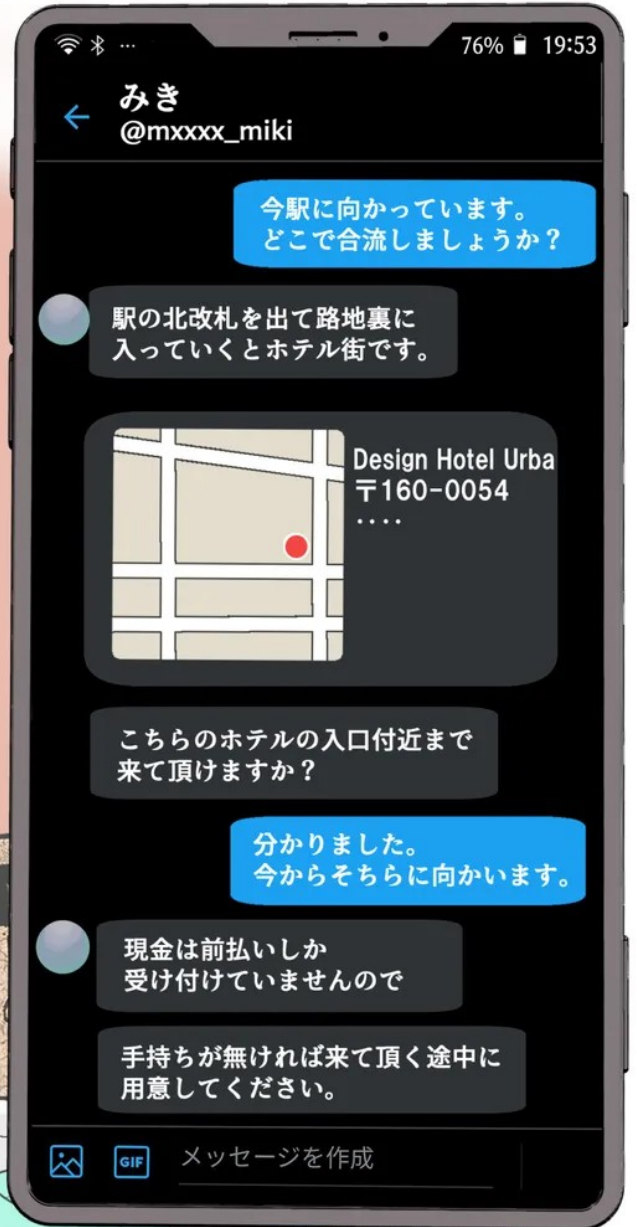 76% 19:53
みき
@mxxxx_miki
今駅に向かっています。
どこで合流しましょうか？
駅の北改札を出て路地裏に
入っていくとホテル街です。
Design Hotel Urba
〒160-0054
････
こちらのホテルの入口付近まで
来て頂けますか？
分かりました。
今からそちらに向かいます。
現金は前払いしか
受け付けていませんので
手持ちが無ければ来て頂く途中に
用意してください。
GIF メッセージを作成